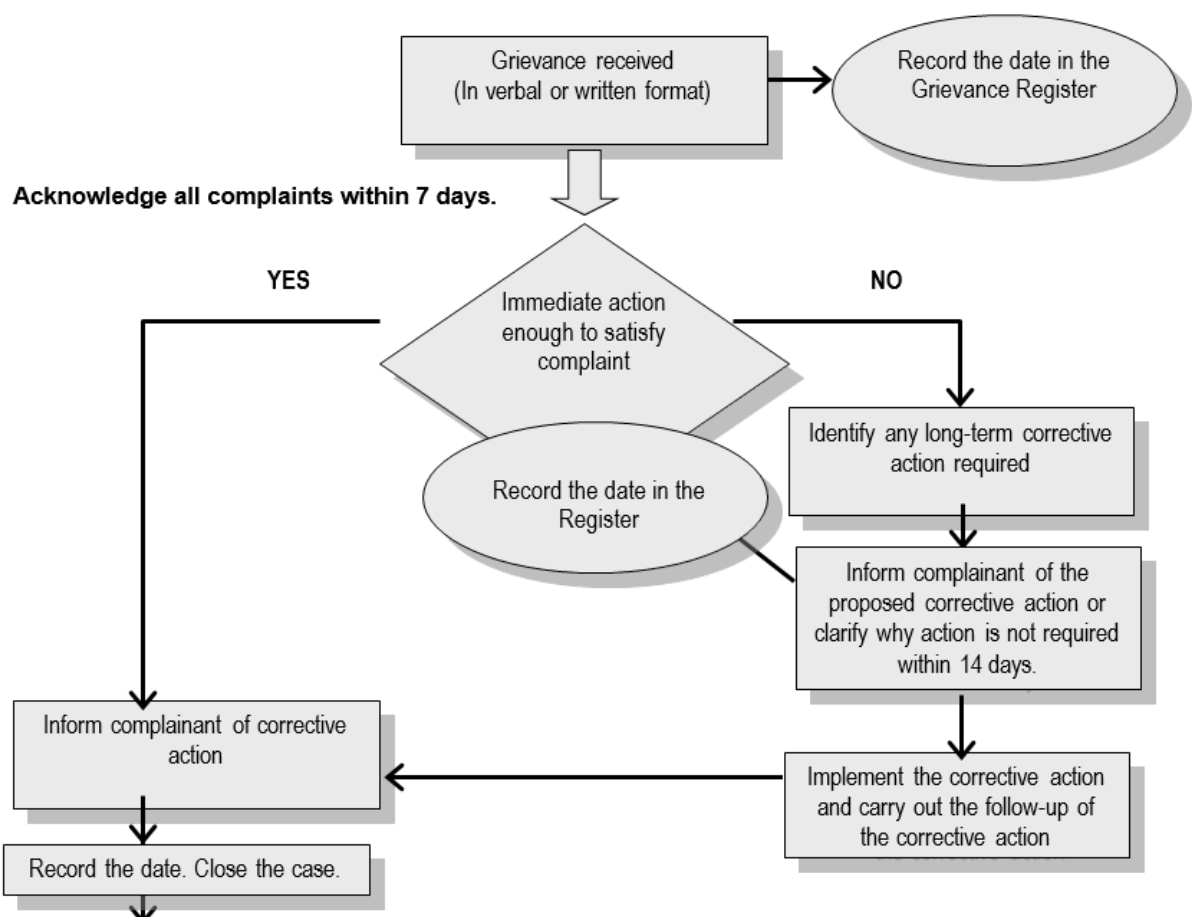 Grievance received
(In verbal or written format)
Record the date in the
Grievance Register
Acknowledge all complaints within 7 days.
YES
NO
Immediate action
enough to satisfy
complaint
Identify any long-term corrective
action required
Record the date in the
Register
Inform complainant of the
proposed corrective action or
clarify why action is not required
within 14 days.
Inform complainant of corrective
action
Implement the corrective action
and carry out the follow-up of
the corrective action
Record the date. Close the case.